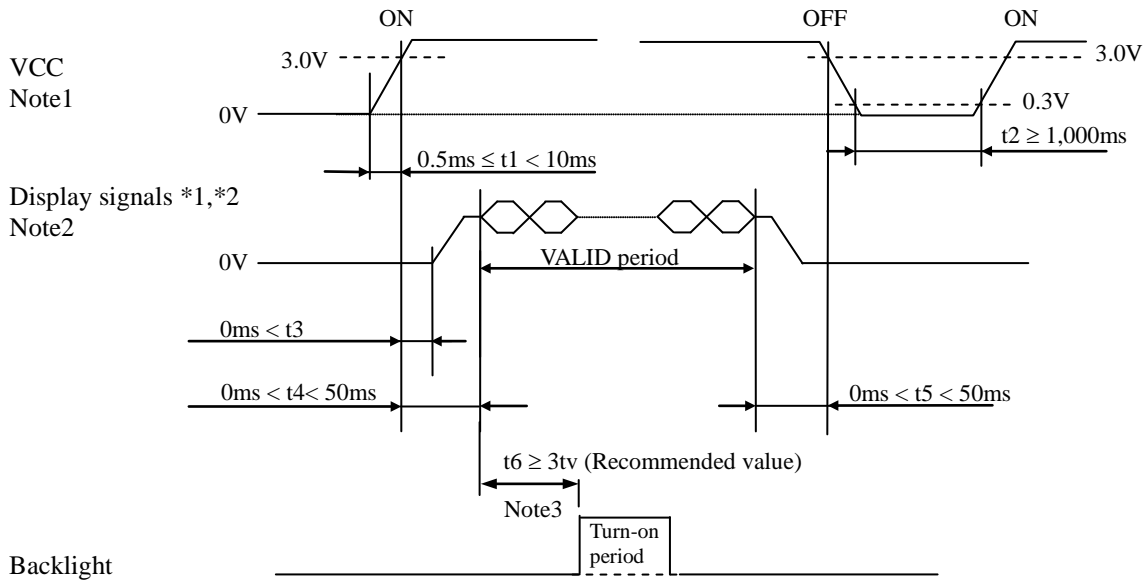 ON OFF ON
3.0V 3.0V
VCC
Note1
0.3V
0V
t2 ≥ 1,000ms
0.5ms ≤ t1 < 10ms
Display signals *1,*2
Note2
VALID period
0V
0ms < t3
0ms < t4< 50ms 0ms < t5 < 50ms
t6 ≥ 3tv (Recommended value)
Note3
Turn-on
period
Backlight